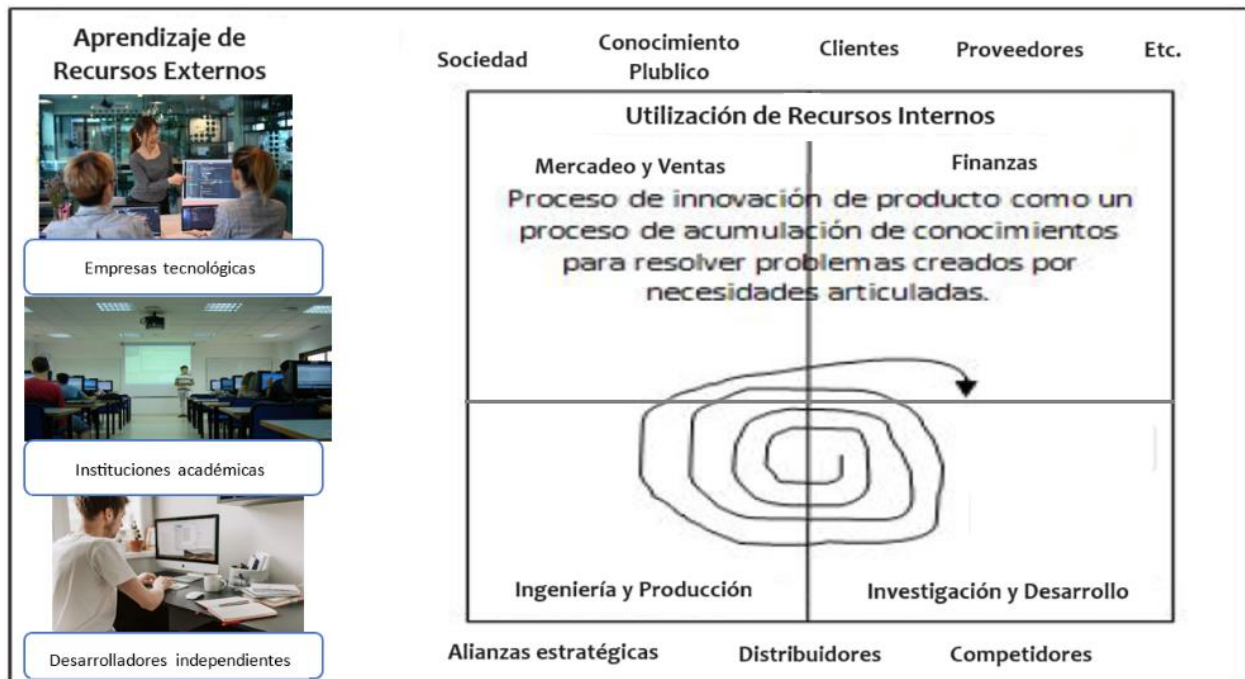 Aprendizaje de
Recursos Externos
Empresas tecnológicas
Instituciones académicas
Desarrolladores independientes
Sociedad
Conocimiento
Plublico
Clientes
Proveedores
Etc.
Utilización de Recursos Internos
Mercadeo y Ventas
Finanzas
Proceso de innovación de producto como un
proceso de acumulación de conocimientos
para resolver problemas creados por
necesidades articuladas.
Ingeniería y Producción
Investigación y Desarrollo
Alianzas estratégicas
Distribuidores
Competidores